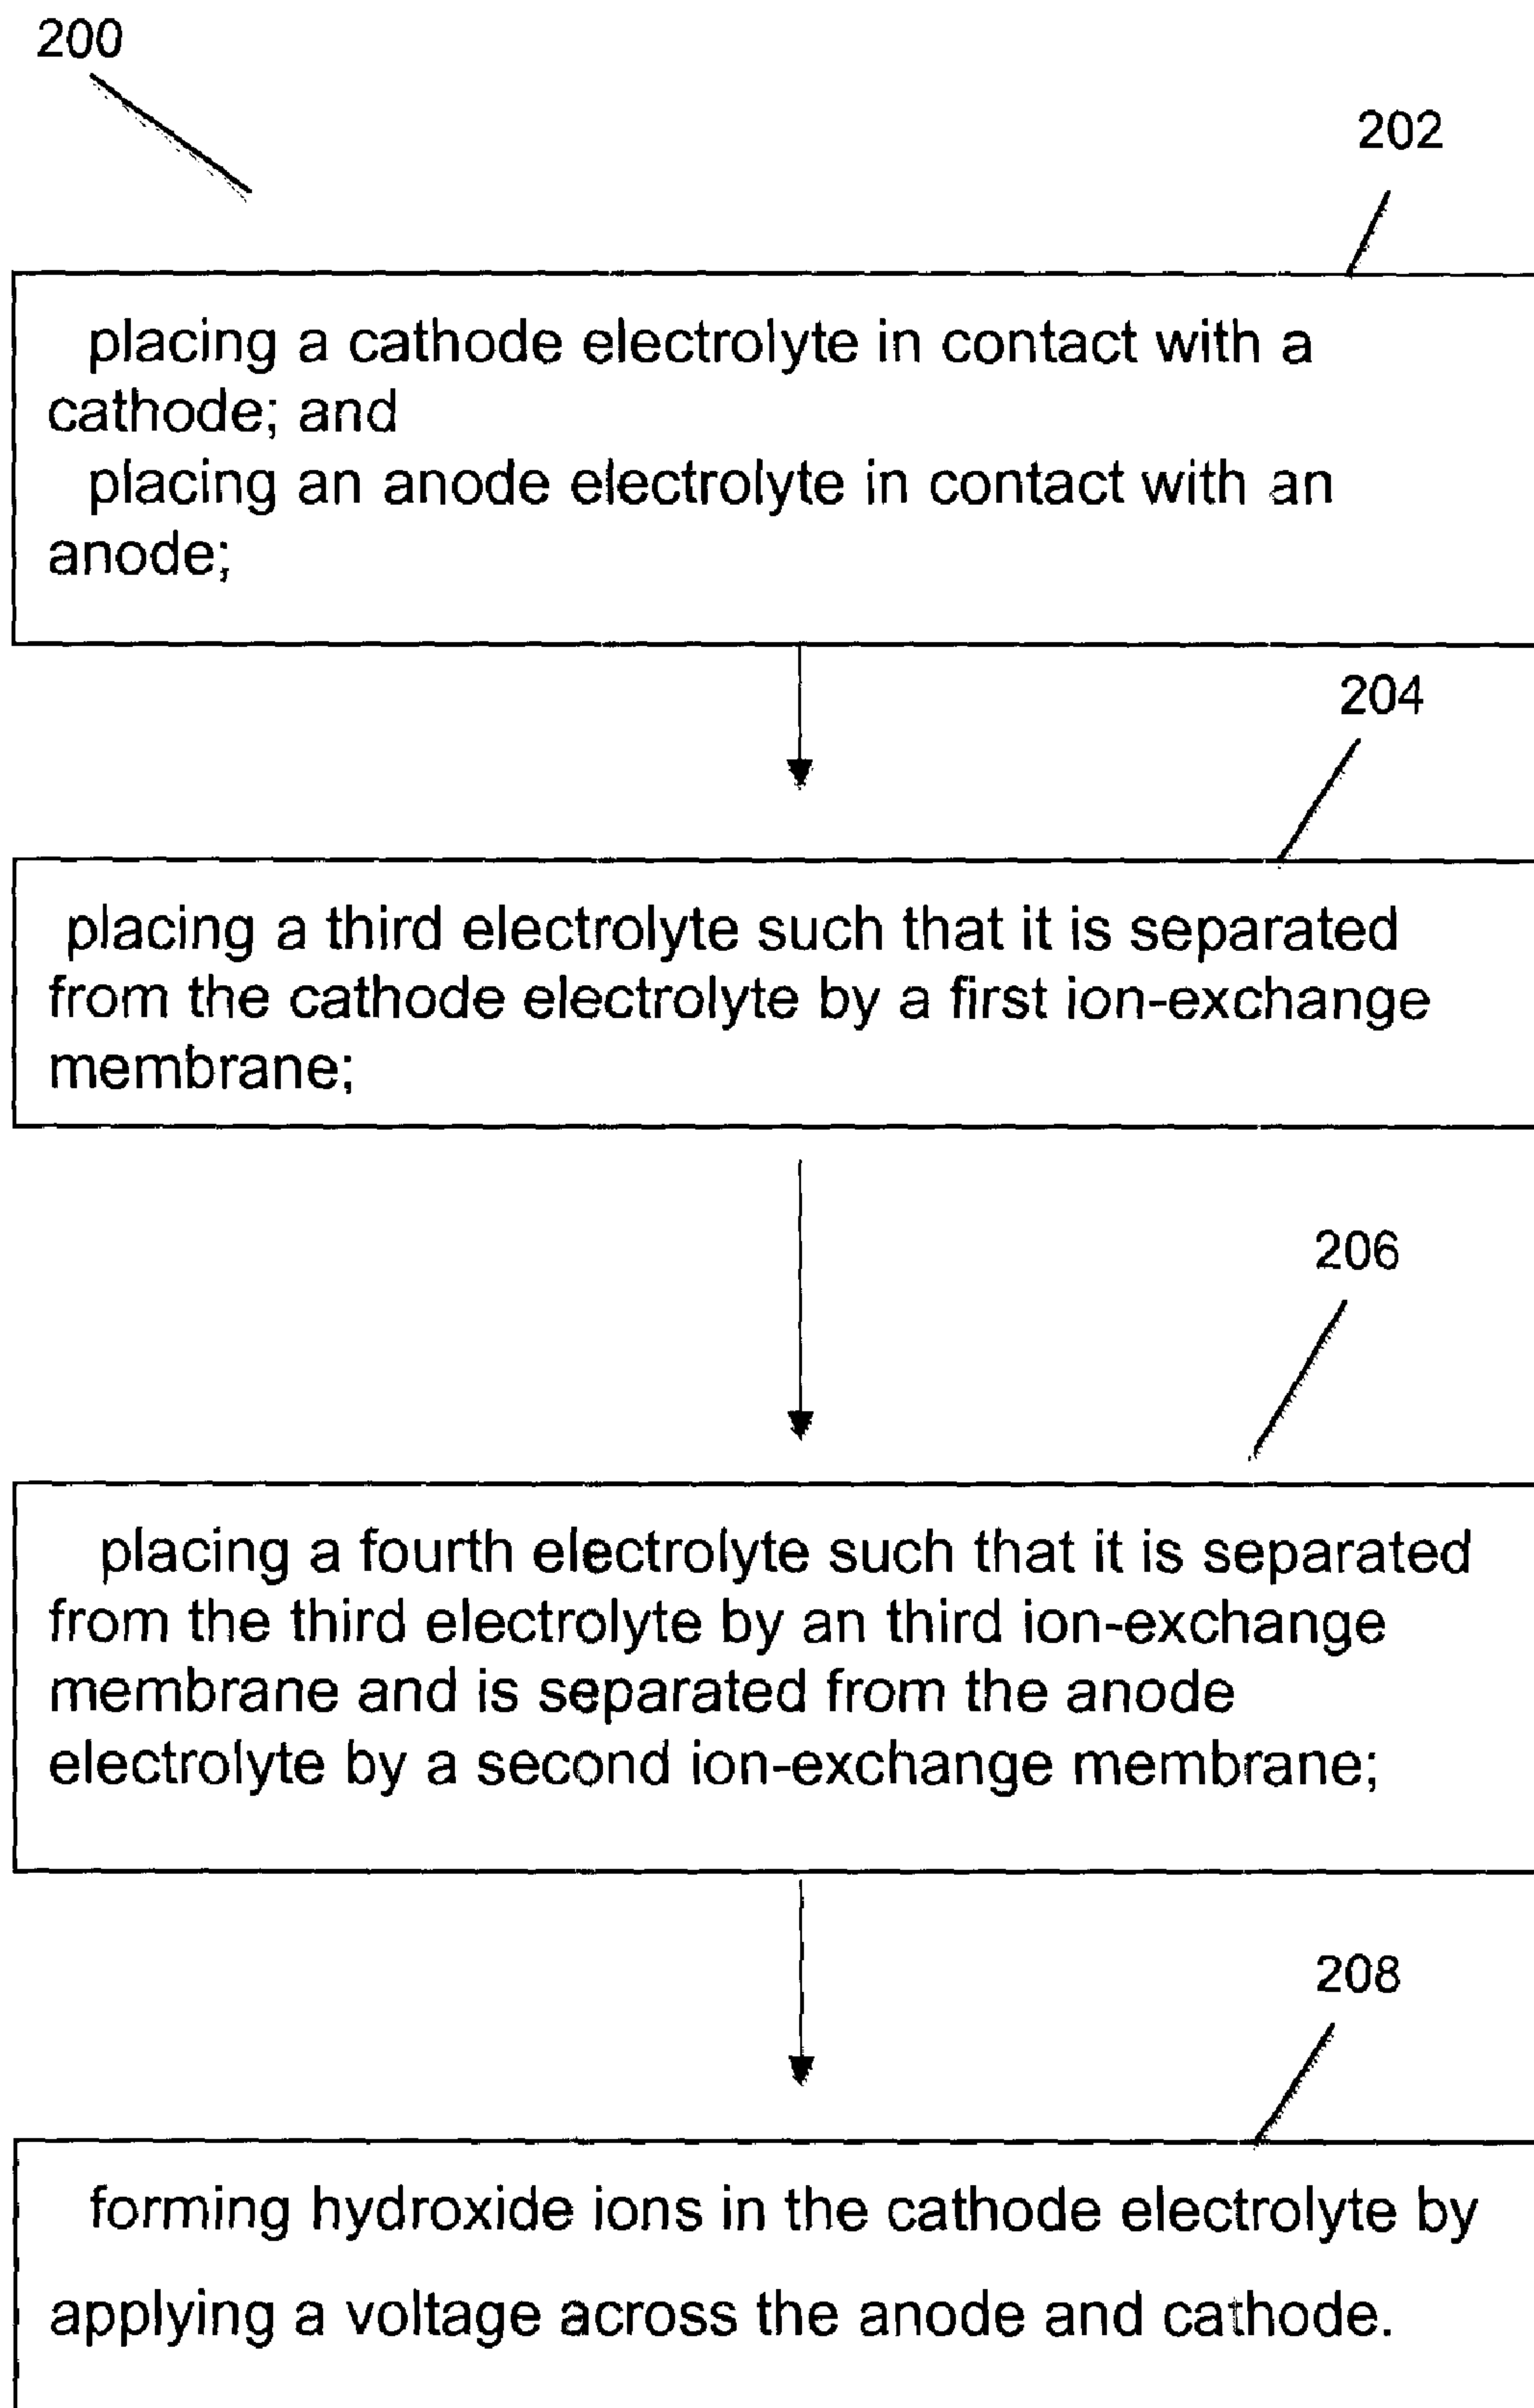 200
202
placing a cathode electrolyte in contact with a
cathode; and
placing an anode electrolyte in contact with an
anode;
204
placing a third electrolyte such that it is separated
from the cathode electrolyte by a first ion-exchange
membrane;
206
placing a fourth electrolyte such that it is separated
from the third electrolyte by an third ion-exchange
membrane and is separated from the anode
electrolyte by a second ion-exchange membrane;
208
forming hydroxide ions in the cathode electrolyte by
applying a voltage across the anode and cathode.